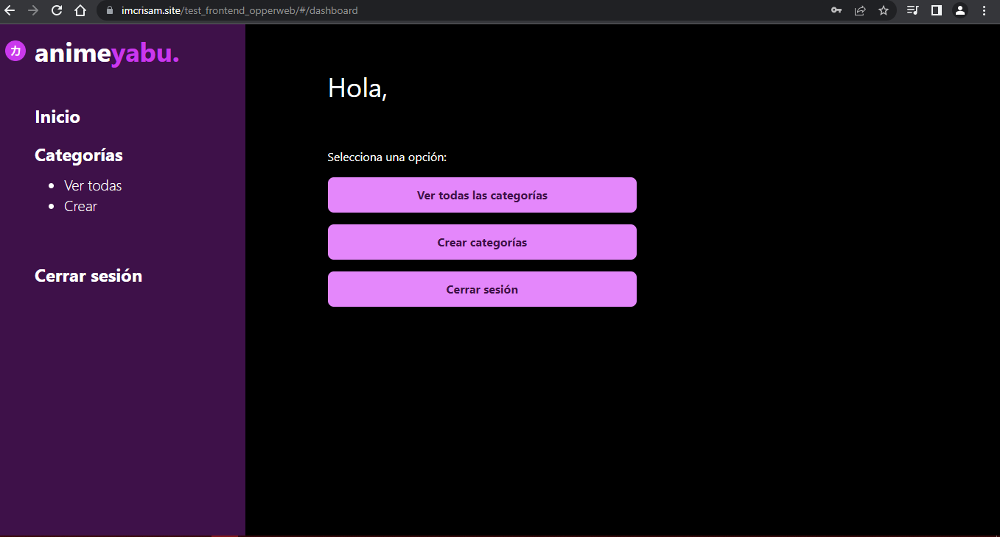 imcrisam.site/test_frontend_opperweb/#/dashboard
カ animeyabu.
Inicio
Categorías
Ver todas
Crear
Cerrar sesión
Hola,
Selecciona una opción:
Ver todas las categorías
Crear categorías
Cerrar sesión